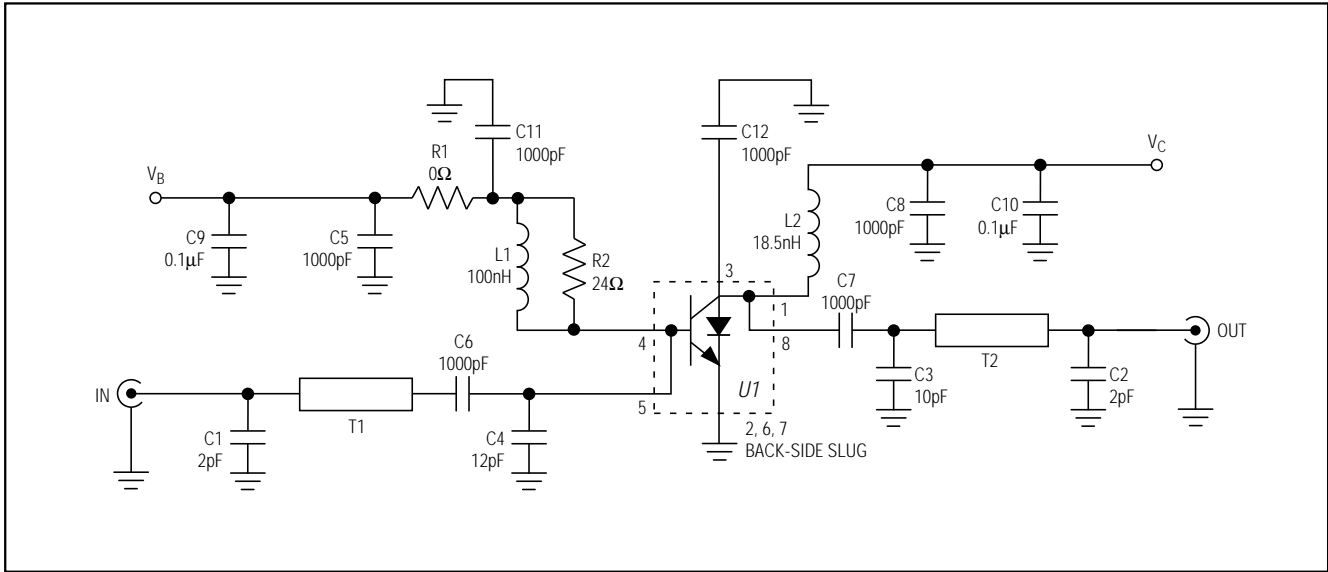 C11
1000pF
C12
1000pF
R1
0Ω
VB
VC
C9
0.1µF
C5
1000pF
L1
100nH
R2
24Ω
L2
18.5nH
C8
1000pF
C10
0.1µF
3
1
4
8
C7
1000pF
C6
1000pF
5
U1
2, 6, 7
BACK-SIDE SLUG
IN
T1
C1
2pF
C4
12pF
C3
10pF
T2
C2
2pF
OUT